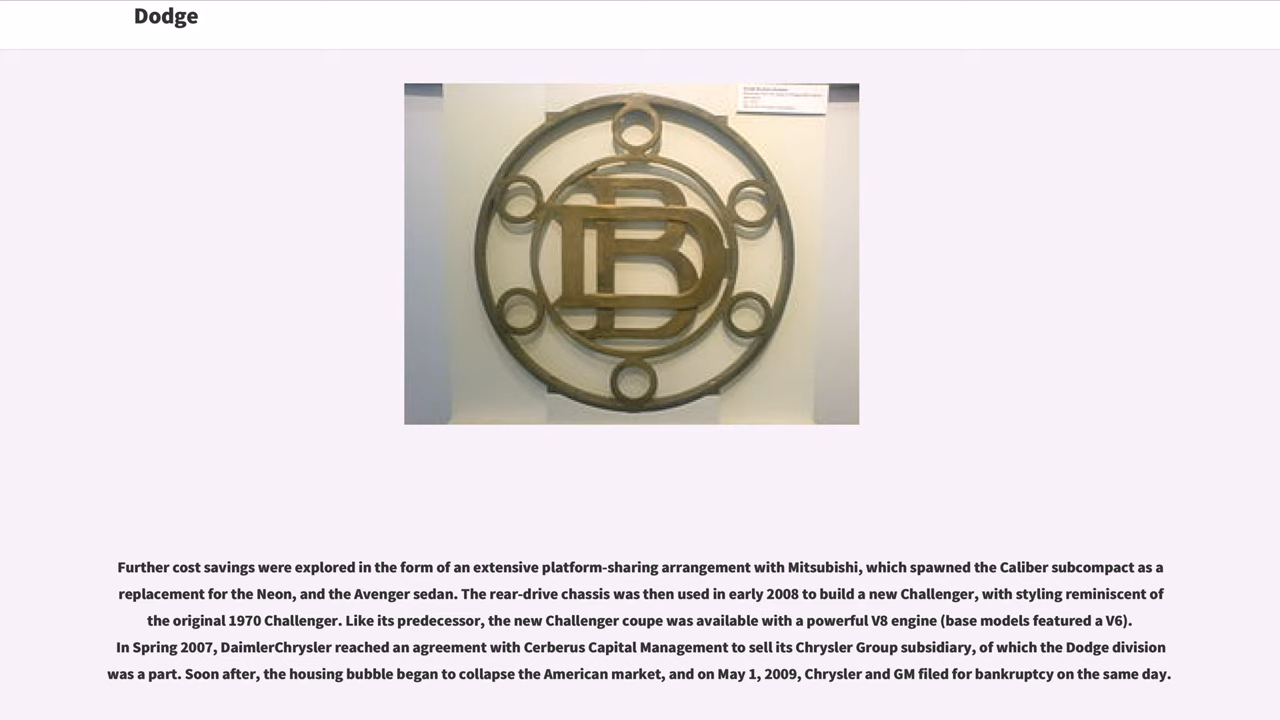 Dodge
DB
Further cost savings were explored in the form of an extensive platform-sharing arrangement with Mitsubishi, which spawned the Caliber subcompact as a
replacement for the Neon, and the Avenger sedan. The rear-drive chassis was then used in early 2008 to build a new Challenger, with styling reminiscent of
the original 1970 Challenger. Like its predecessor, the new Challenger coupe was available with a powerful V8 engine (base models featured a V6).
In Spring 2007, DaimlerChrysler reached an agreement with Cerberus Capital Management to sell its Chrysler Group subsidiary, of which the Dodge division
was a part. Soon after, the housing bubble began to collapse the American market, and on May 1, 2009, Chrysler and GM filed for bankruptcy on the same day.